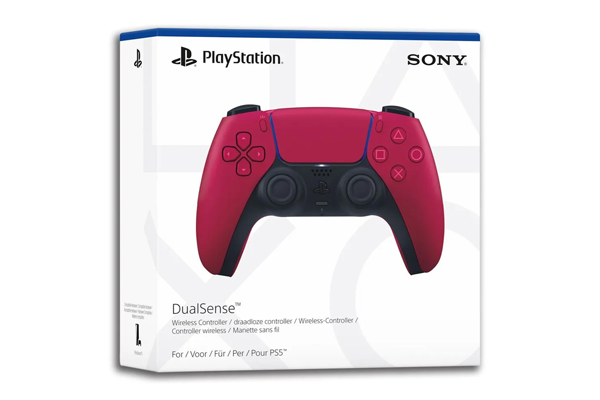 PlayStation®
SONY
DualSense™
Wireless Controller / draadloze controller / Wireless-Controller /
Controller wireless / Manette sans fil
For / Voor / Für / Per / Pour PS5™